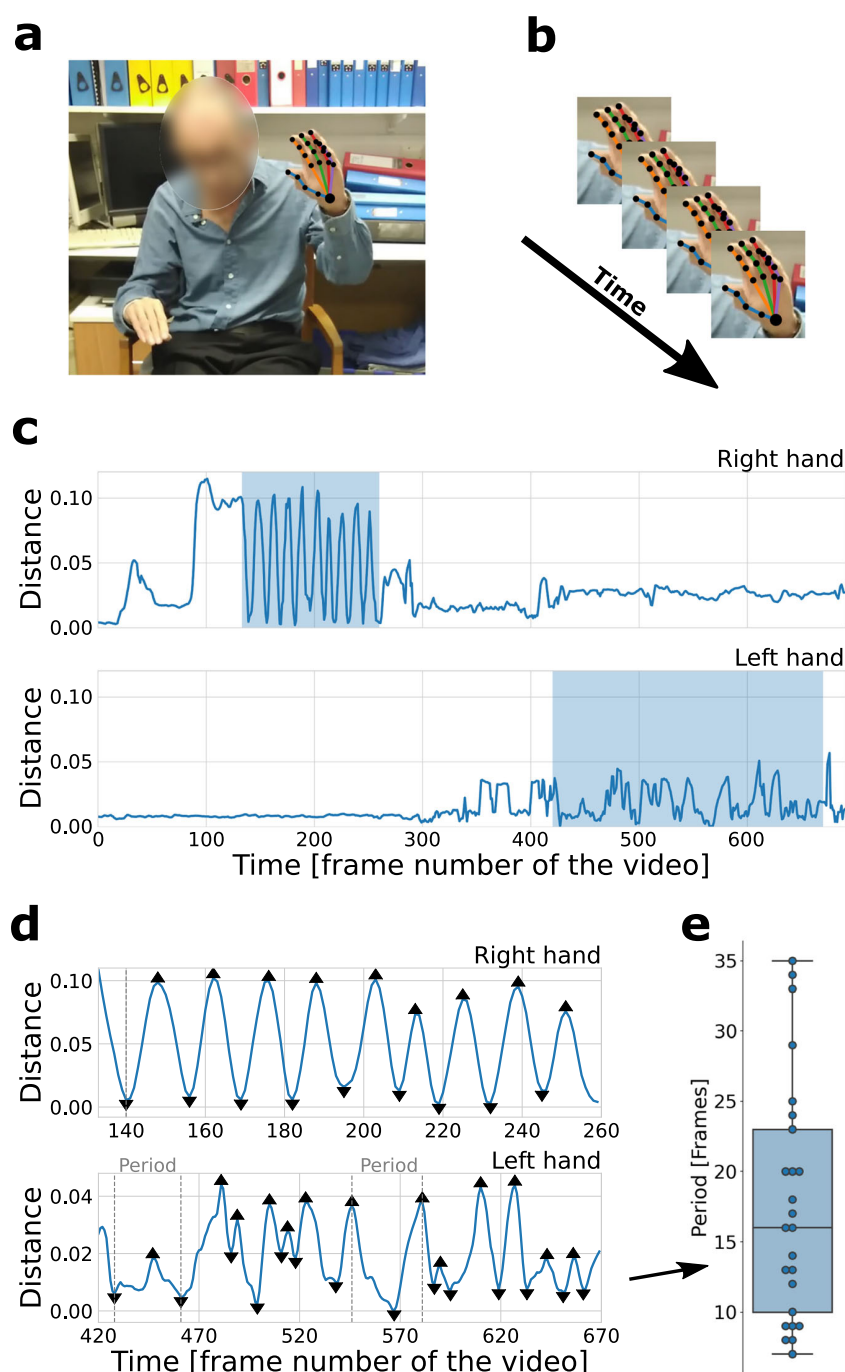 a
b
Time
c
Right hand
Distance
0.10
0.05
0.00
Left hand
Distance
0.10
0.05
0.00
0 100 200 300 400 500 600
Time [frame number of the video]
d
Right hand
Distance
0.10
0.05
0.00
140 160 180 200 220 240 260
Left hand
Period Period
Distance
0.04
0.02
0.00
420 470 520 570 620 670
Time [frame number of the video]
e
Period [Frames]
35
30
25
20
15
10